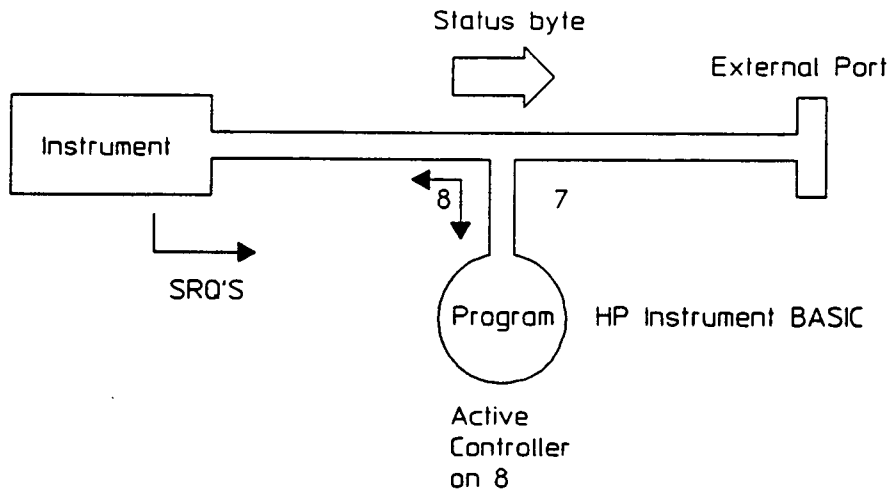 Status byte
External Port
Instrument
8
7
SRQ'S
Program
HP Instrument BASIC
Active
Controller
on 8